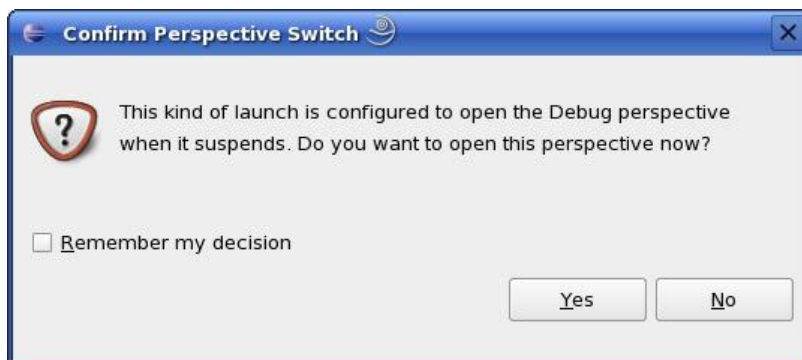 Confirm Perspective Switch
This kind of launch is configured to open the Debug perspective
when it suspends. Do you want to open this perspective now?
Remember my decision
Yes No